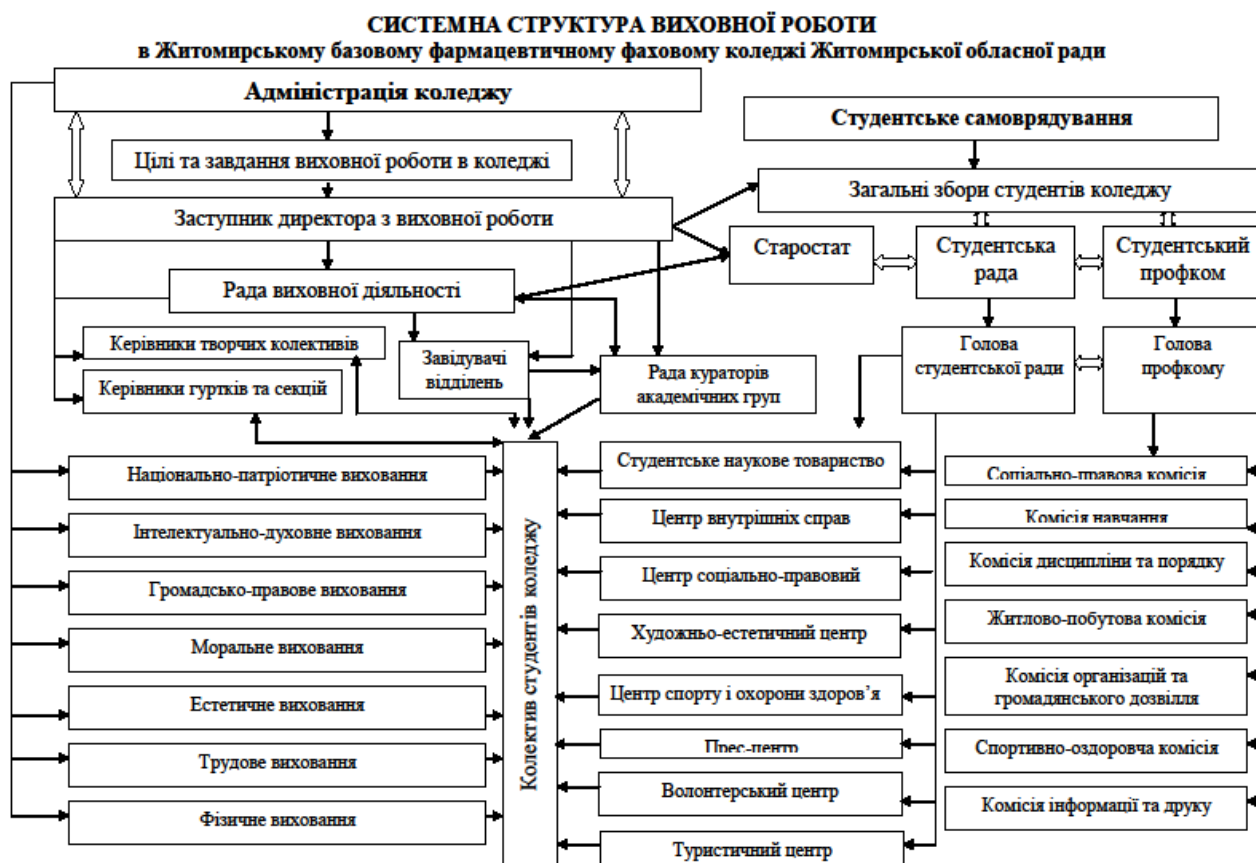 СИСТЕМНА СТРУКТУРА ВИХОВНОЇ РОБОТИ
в Житомирському базовому фармацевтичному фаховому коледжі Житомирської обласної ради
Адміністрація коледжу
Студентське самоврядування
Цілі та завдання виховної роботи в коледжі
Загальні збори студентів коледжу
Заступник директора з виховної роботи
Старостат
Студентська
рада
Студентський
профком
Рада виховної діяльності
Керівники творчих колективів
Завідувачі
відділень
Рада кураторів
академічних груп
Голова
студентської ради
Голова
профкому
Керівники гуртків та секцій
Колектив студентів коледжу
Національно-патріотичне виховання
Інтелектуально-духовне виховання
Громадсько-правове виховання
Моральне виховання
Естетичне виховання
Трудове виховання
Фізичне виховання
Студентське наукове товариство
Центр внутрішніх справ
Центр соціально-правовий
Художньо-естетичний центр
Центр спорту і охорони здоров’я
Прес-центр
Волонтерський центр
Туристичний центр
Соціально-правова комісія
Комісія навчання
Комісія дисципліни та порядку
Житлово-побутова комісія
Комісія організацій та
громадянського дозвілля
Спортивно-оздоровча комісія
Комісія інформації та друку